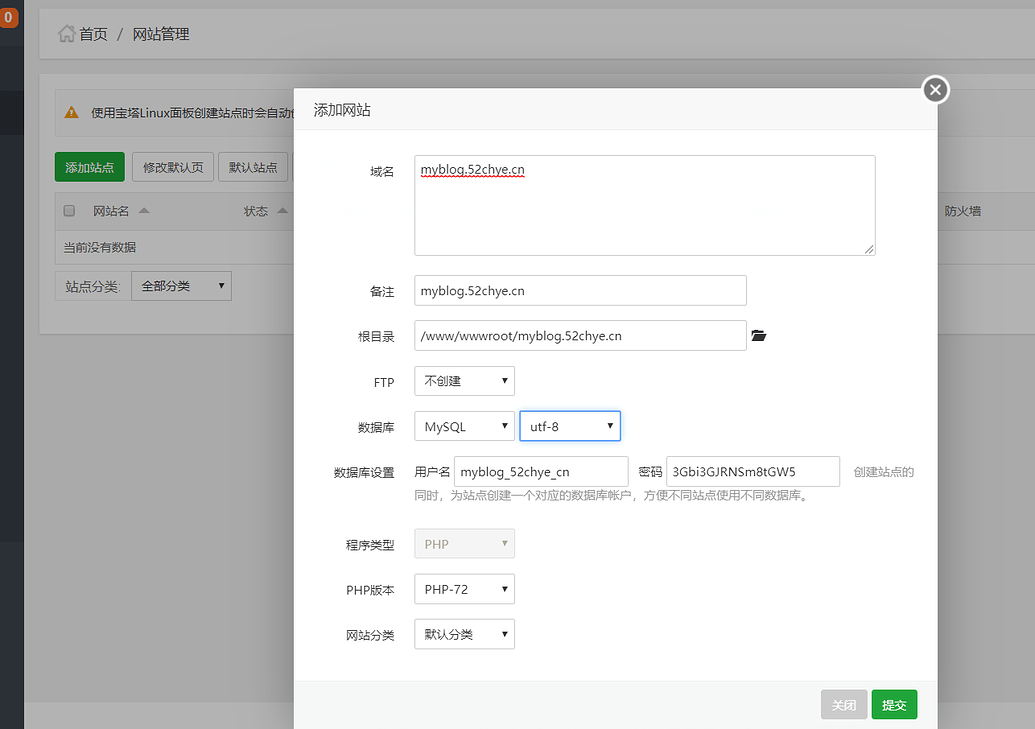 0
首页 / 网站管理
使用宝塔Linux面板创建站点时会自动
添加站点 修改默认页 默认站点
网站名 状态 防火墙
当前没有数据
站点分类: 全部分类
添加网站
域名 myblog.52chye.cn
备注 myblog.52chye.cn
根目录 /www/wwwroot/myblog.52chye.cn
FTP 不创建
数据库 MySQL utf-8
数据库设置 用户名 myblog_52chye_cn 密码 3Gbi3GJRNSm8tGW5 创建站点的
同时，为站点创建一个对应的数据库帐户，方便不同站点使用不同数据库。
程序类型 PHP
PHP版本 PHP-72
网站分类 默认分类
关闭 提交